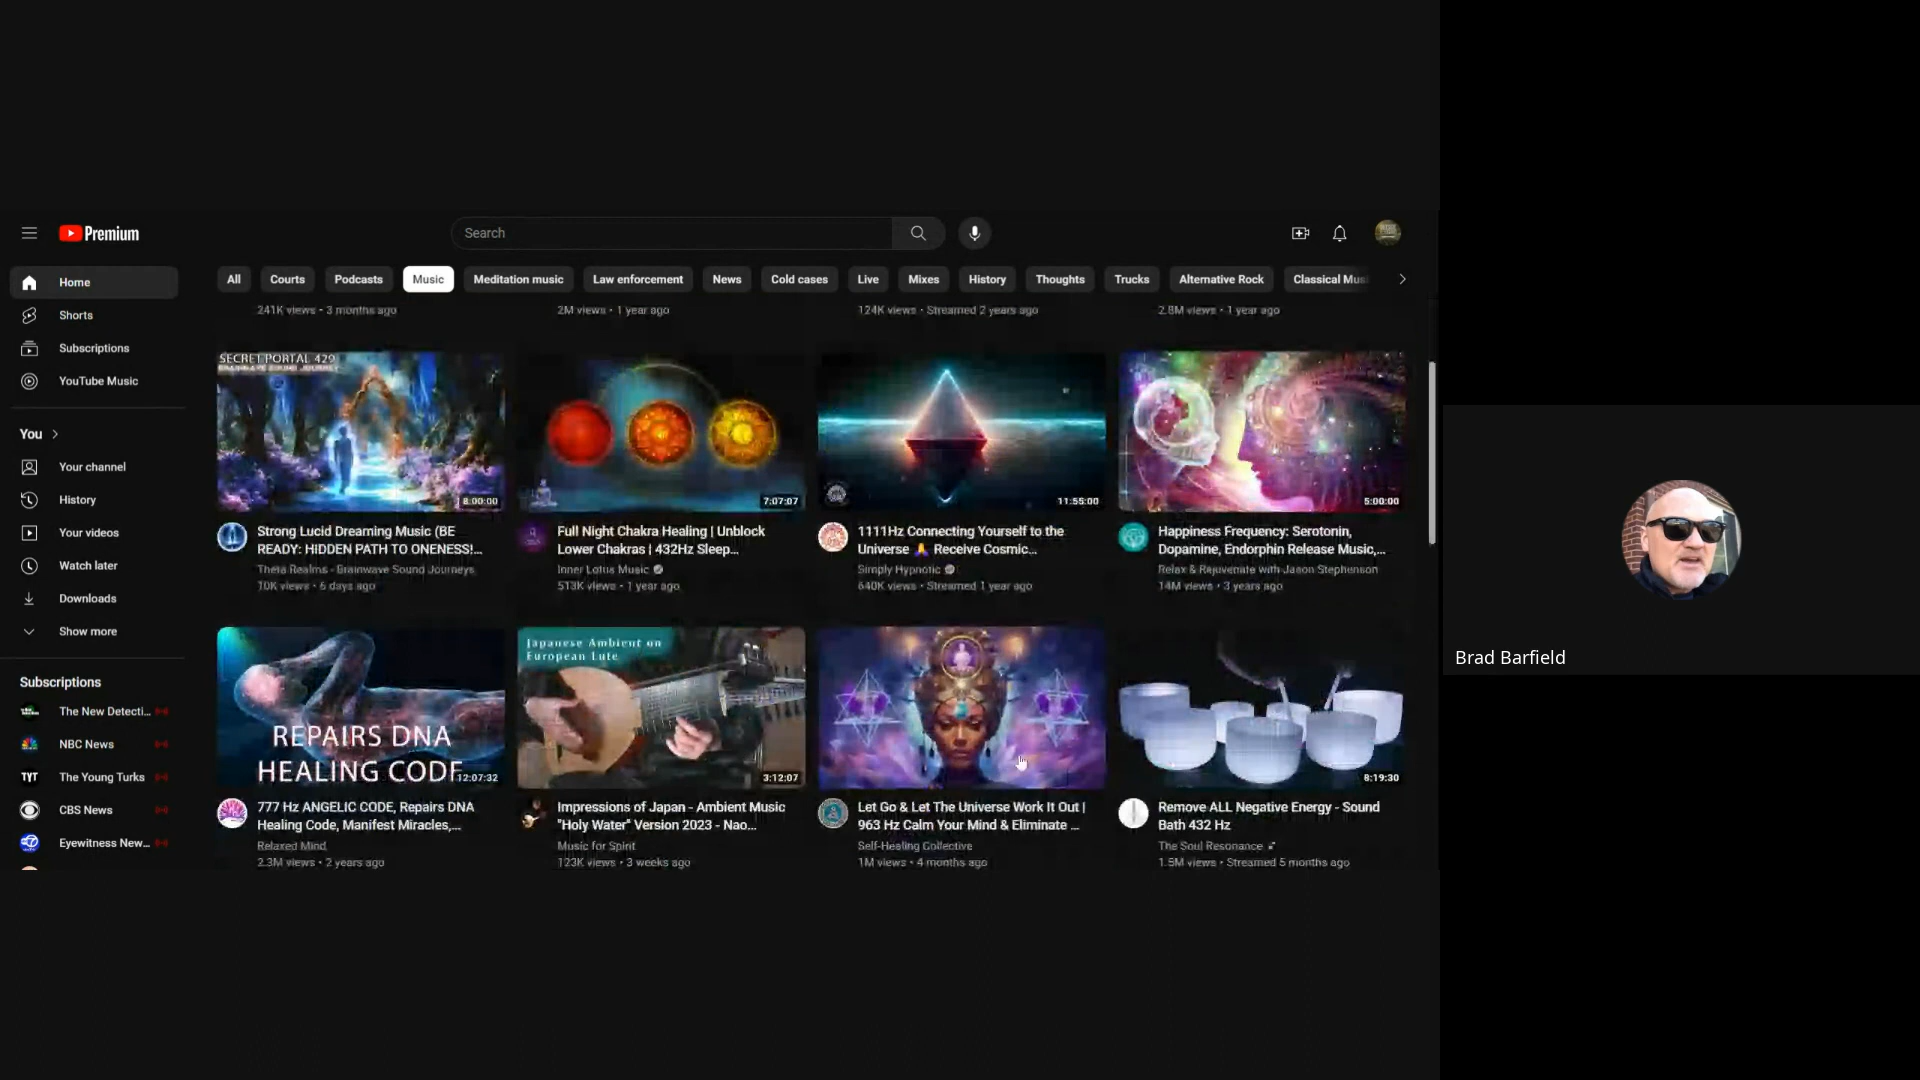 Premium
Search
Home
Shorts
Subscriptions
YouTube Music
You
Your channel
History
Your videos
Watch later
Downloads
Show more
Subscriptions
The New Detecti...
NBC News
TYT The Young Turks
CBS News
Eyewitness New...
All Courts Podcasts Music Meditation music Law enforcement News Cold cases Live Mixes History Thoughts Trucks Alternative Rock Classical Mus
241K views • 3 months ago
2M views • 1 year ago
124K views • Streamed 2 years ago
2.8M views • 1 year ago
SECRET PORTAL 429
BRAINWAVE SOUND JOURNEY
8:00:00
Strong Lucid Dreaming Music (BE
READY: HIDDEN PATH TO ONENESS!...
Theta Realms - Brainwave Sound Journeys
10K views • 6 days ago
7:07:07
Full Night Chakra Healing | Unblock
Lower Chakras | 432Hz Sleep...
Inner Lotus Music
513K views • 1 year ago
11:55:00
1111Hz Connecting Yourself to the
Universe 🙏 Receive Cosmic...
Simply Hypnotic
640K views • Streamed 1 year ago
5:00:00
Happiness Frequency: Serotonin,
Dopamine, Endorphin Release Music,...
Relax & Rejuvenate with Jason Stephenson
14M views • 3 years ago
REPAIRS DNA
HEALING CODE
12:07:32
777 Hz ANGELIC CODE, Repairs DNA
Healing Code, Manifest Miracles,...
Relaxed Mind
2.3M views • 2 years ago
Japanese Ambient on
European Lute
3:12:07
Impressions of Japan - Ambient Music
"Holy Water" Version 2023 - Nao...
Music for Spirit
123K views • 3 weeks ago
Let Go & Let The Universe Work It Out |
963 Hz Calm Your Mind & Eliminate ...
Self-Healing Collective
1M views • 4 months ago
8:19:30
Remove ALL Negative Energy - Sound
Bath 432 Hz
The Soul Resonance
1.5M views • Streamed 5 months ago
Brad Barfield